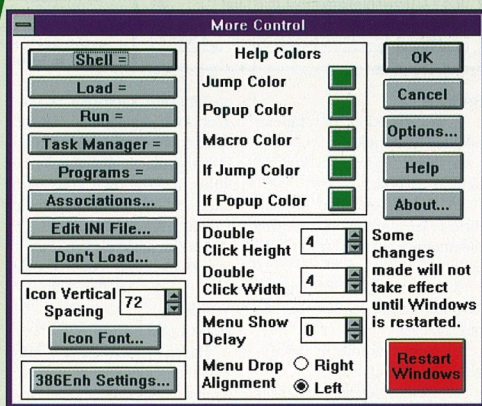 More Control
Shell =
Load =
Run =
Task Manager =
Programs =
Associations...
Edit INI File...
Don't Load...
Icon Vertical
Spacing
72
Icon Font...
386Enh Settings...
Help Colors
Jump Color
Popup Color
Macro Color
If Jump Color
If Popup Color
Double
Click Height
4
Double
Click Width
4
Menu Show
Delay
0
Menu Drop
Alignment
Right
Left
OK
Cancel
Options...
Help
About...
Some
changes
made will not
take effect
until Windows
is restarted.
Restart
Windows